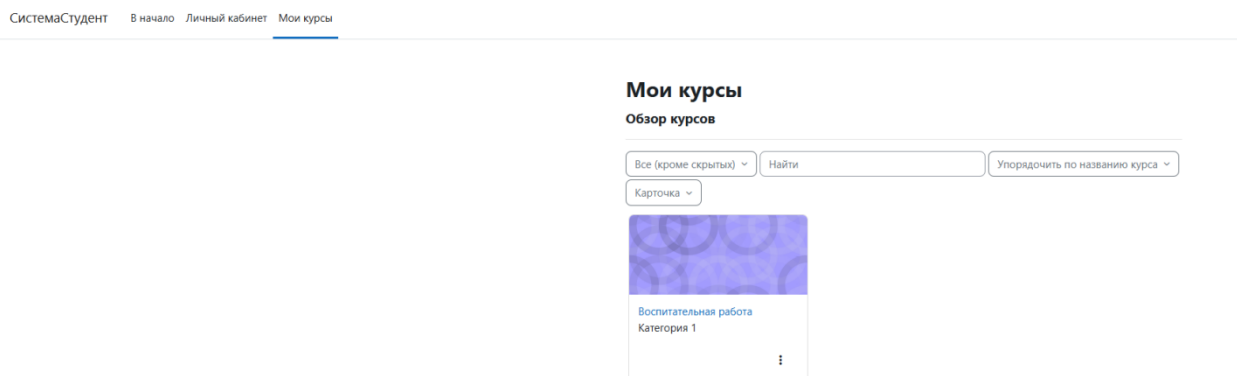 СистемаСтудент В начало Личный кабинет Мои курсы
Мои курсы
Обзор курсов
Все (кроме скрытых) Найти Упорядочить по названию курса
Карточка
Воспитательная работа
Категория 1